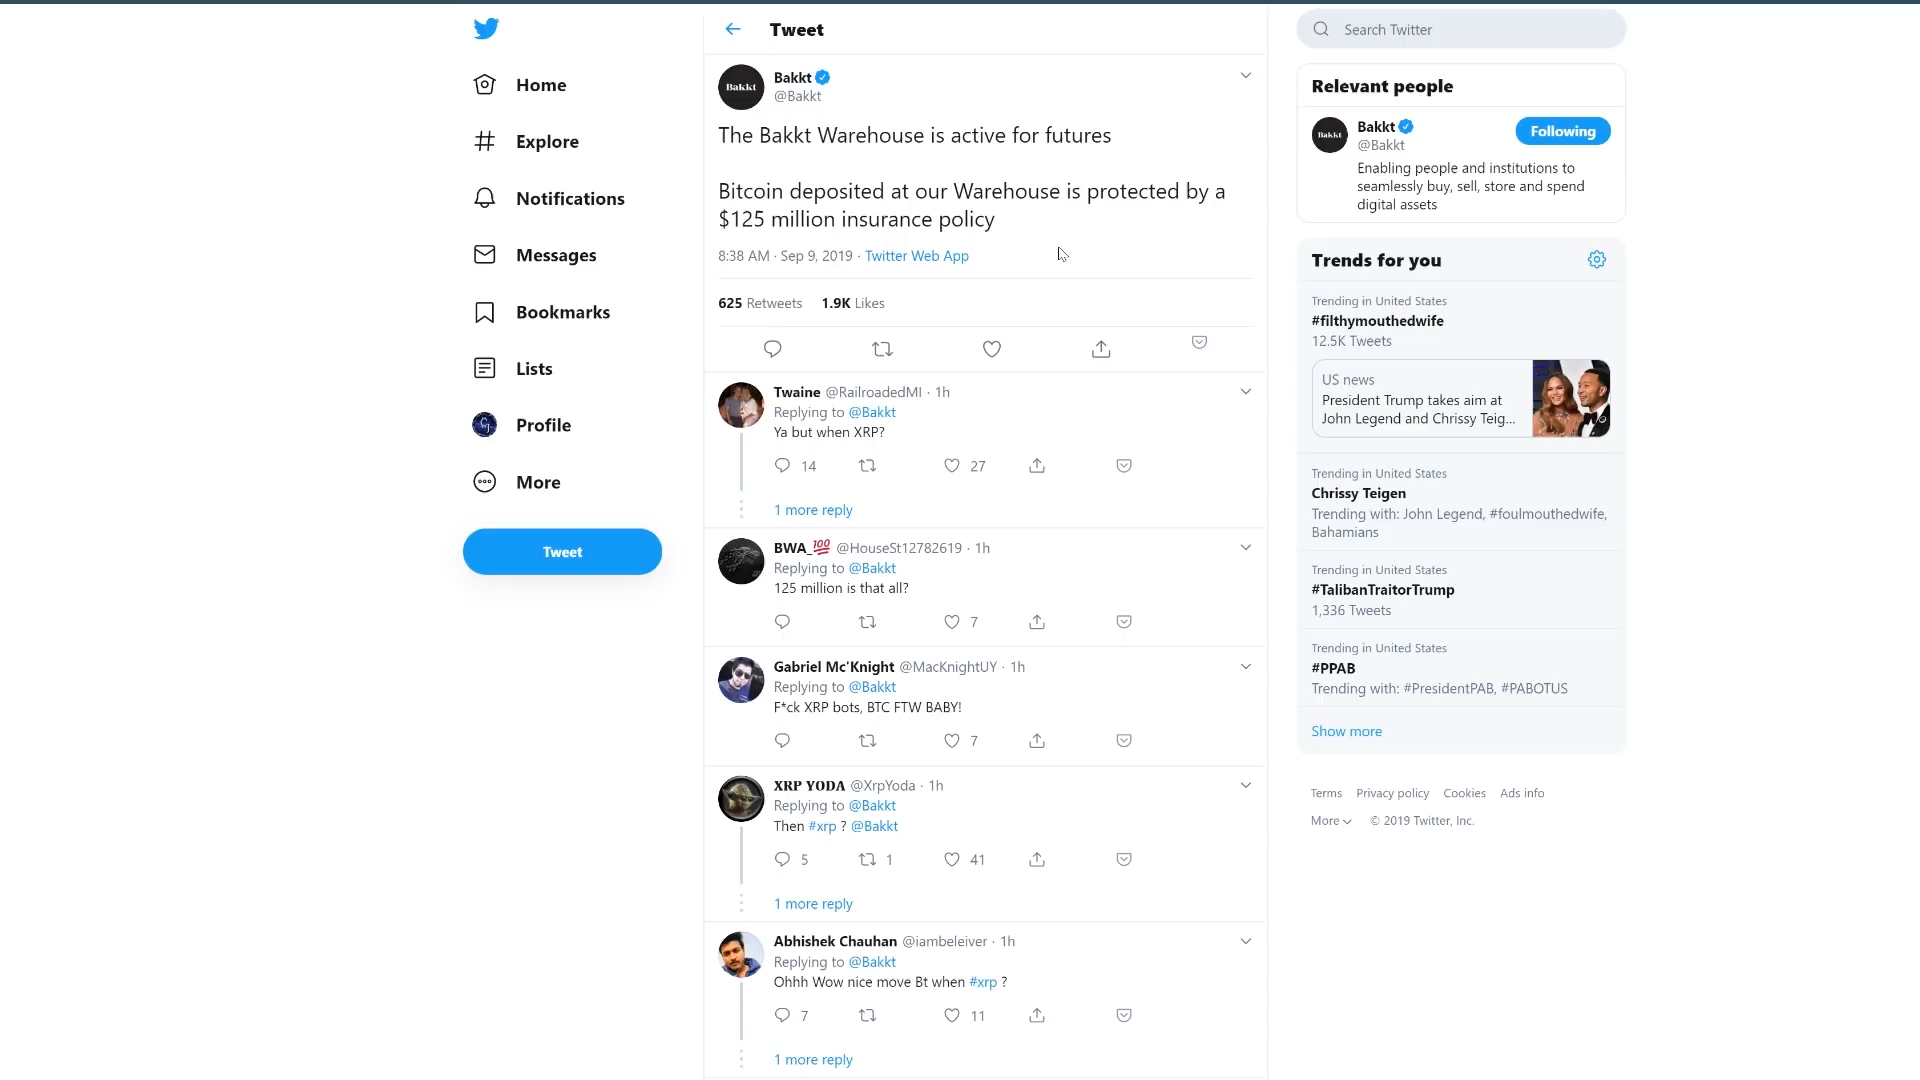 Home
Explore
Notifications
Messages
Bookmarks
Lists
Profile
More
Tweet
Tweet
Bakkt
Bakkt
@Bakkt
The Bakkt Warehouse is active for futures
Bitcoin deposited at our Warehouse is protected by a
$125 million insurance policy
8:38 AM · Sep 9, 2019 · Twitter Web App
625 Retweets 1.9K Likes
Twaine @RailroadedMI · 1h
Replying to @Bakkt
Ya but when XRP?
14 27
1 more reply
BWA_💯 @HouseSt12782619 · 1h
Replying to @Bakkt
125 million is that all?
7
Gabriel Mc'Knight @MacKnightUY · 1h
Replying to @Bakkt
F*ck XRP bots, BTC FTW BABY!
7
XRP YODA @XrpYoda · 1h
Replying to @Bakkt
Then #xrp ? @Bakkt
5 1 41
1 more reply
Abhishek Chauhan @iambeleiver · 1h
Replying to @Bakkt
Ohhh Wow nice move Bt when #xrp ?
7 11
1 more reply
Search Twitter
Relevant people
Bakkt
Bakkt
Following
@Bakkt
Enabling people and institutions to
seamlessly buy, sell, store and spend
digital assets
Trends for you
Trending in United States
#filthymouthedwife
12.5K Tweets
US news
President Trump takes aim at
John Legend and Chrissy Teig...
Trending in United States
Chrissy Teigen
Trending with: John Legend, #foulmouthedwife,
Bahamians
Trending in United States
#TalibanTraitorTrump
1,336 Tweets
Trending in United States
#PPAB
Trending with: #PresidentPAB, #PABOTUS
Show more
Terms Privacy policy Cookies Ads info
More © 2019 Twitter, Inc.